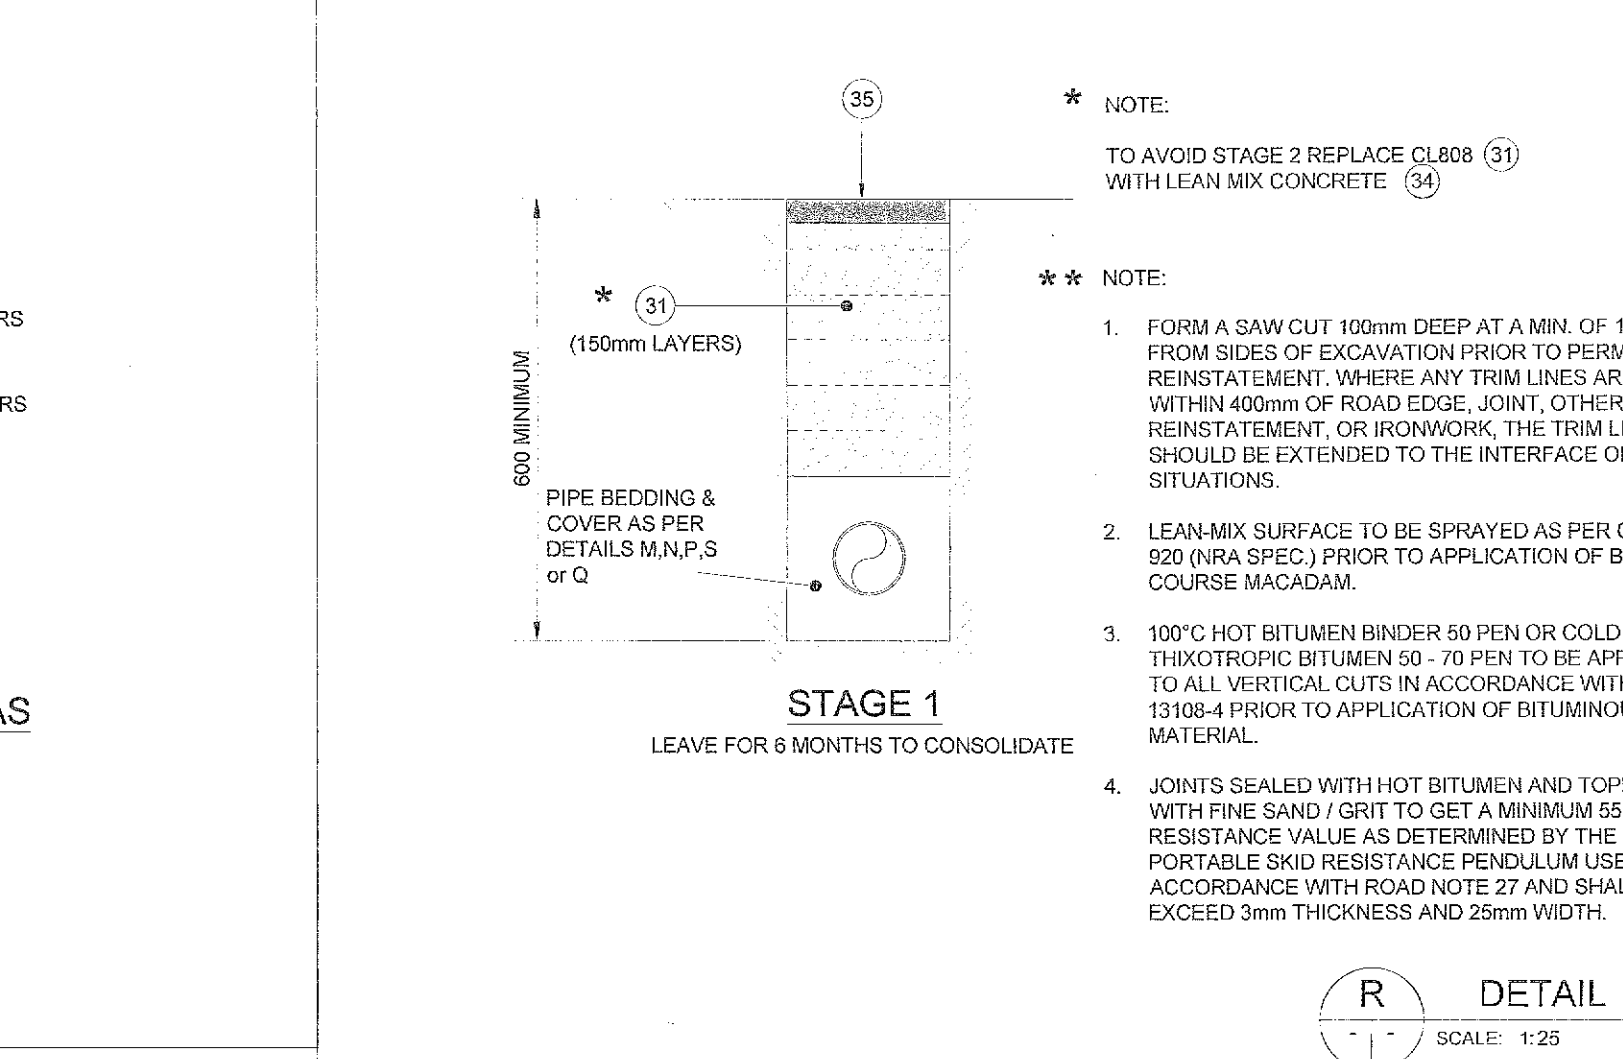 RS
RS
AS
35
600 MINIMUM
* 31
(150mm LAYERS)
PIPE BEDDING &
COVER AS PER
DETAILS M,N,P,S
or Q
STAGE 1
LEAVE FOR 6 MONTHS TO CONSOLIDATE
* NOTE:
TO AVOID STAGE 2 REPLACE CL808 31
WITH LEAN MIX CONCRETE 34
** NOTE:
1. FORM A SAW CUT 100mm DEEP AT A MIN. OF 1
FROM SIDES OF EXCAVATION PRIOR TO PERM
REINSTATEMENT. WHERE ANY TRIM LINES AR
WITHIN 400mm OF ROAD EDGE, JOINT, OTHER
REINSTATEMENT, OR IRONWORK, THE TRIM L
SHOULD BE EXTENDED TO THE INTERFACE O
SITUATIONS.
2. LEAN-MIX SURFACE TO BE SPRAYED AS PER
920 (NRA SPEC.) PRIOR TO APPLICATION OF B
COURSE MACADAM.
3. 100°C HOT BITUMEN BINDER 50 PEN OR COLD
THIXOTROPIC BITUMEN 50 - 70 PEN TO BE APP
TO ALL VERTICAL CUTS IN ACCORDANCE WITH
13108-4 PRIOR TO APPLICATION OF BITUMINOU
MATERIAL.
4. JOINTS SEALED WITH HOT BITUMEN AND TOP
WITH FINE SAND / GRIT TO GET A MINIMUM 55
RESISTANCE VALUE AS DETERMINED BY THE
PORTABLE SKID RESISTANCE PENDULUM USE
ACCORDANCE WITH ROAD NOTE 27 AND SHAL
EXCEED 3mm THICKNESS AND 25mm WIDTH.
R DETAIL
- - SCALE: 1:25